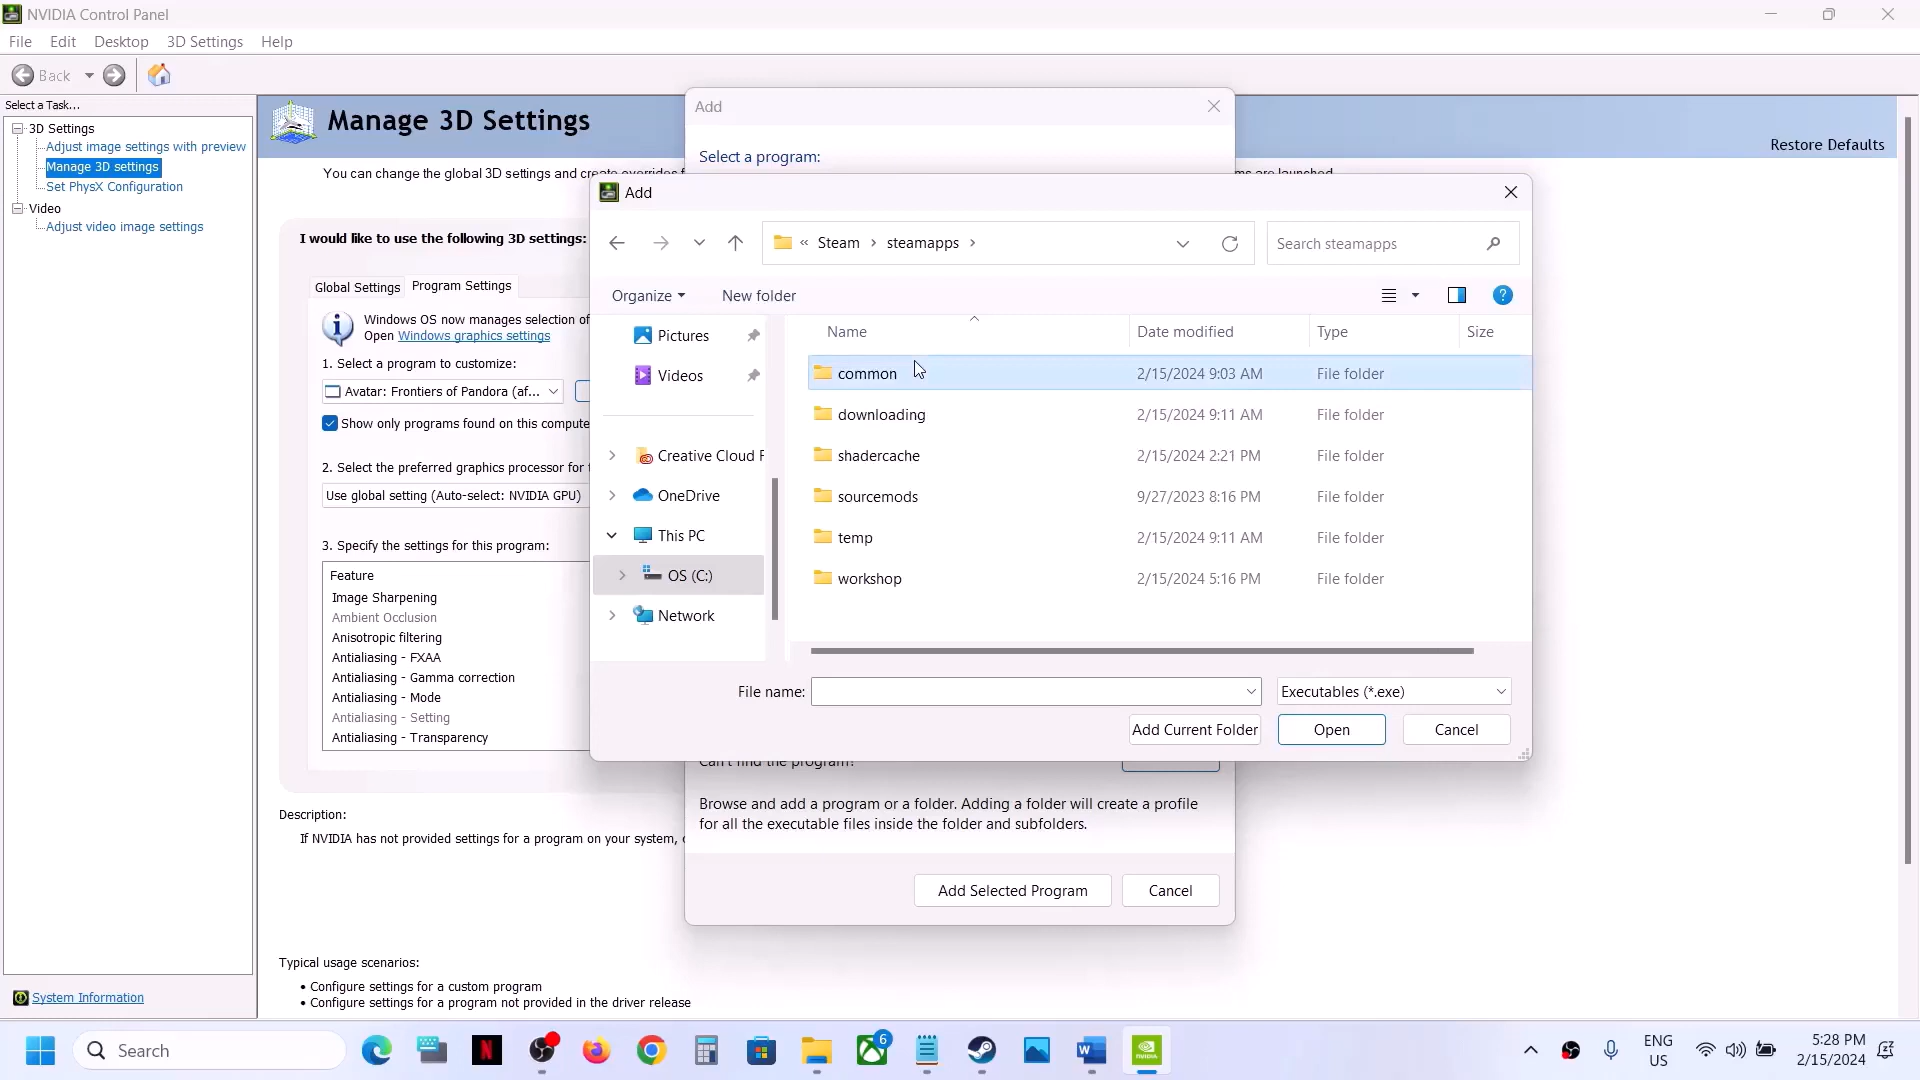 NVIDIA Control Panel
File Edit Desktop 3D Settings Help
Back
Select a Task...
3D Settings
Adjust image settings with preview
Manage 3D settings
Set PhysX Configuration
Video
Adjust video image settings
System Information
Manage 3D Settings
Restore Defaults
You can change the global 3D settings and create overrides
are launched.
I would like to use the following 3D settings:
Global Settings Program Settings
Windows OS now manages selection of
Open Windows graphics settings
1. Select a program to customize:
Avatar: Frontiers of Pandora (af...
Show only programs found on this compute
2. Select the preferred graphics processor for
Use global setting (Auto-select: NVIDIA GPU)
3. Specify the settings for this program:
Feature
Image Sharpening
Ambient Occlusion
Anisotropic filtering
Antialiasing - FXAA
Antialiasing - Gamma correction
Antialiasing - Mode
Antialiasing - Setting
Antialiasing - Transparency
Description:
If NVIDIA has not provided settings for a program on your system,
Typical usage scenarios:
• Configure settings for a custom program
• Configure settings for a program not provided in the driver release
Add
Select a program:
Add
« Steam › steamapps ›
Search steamapps
Organize New folder
?
Pictures
Videos
Creative Cloud F
OneDrive
This PC
OS (C:)
Network
Name Date modified Type Size
common 2/15/2024 9:03 AM File folder
downloading 2/15/2024 9:11 AM File folder
shadercache 2/15/2024 2:21 PM File folder
sourcemods 9/27/2023 8:16 PM File folder
temp 2/15/2024 9:11 AM File folder
workshop 2/15/2024 5:16 PM File folder
File name: Executables (*.exe)
Add Current Folder Open Cancel
Can't find the program?
Browse and add a program or a folder. Adding a folder will create a profile
for all the executable files inside the folder and subfolders.
Add Selected Program Cancel
Search
N
6
W
NVIDIA
ENG
US
5:28 PM
2/15/2024